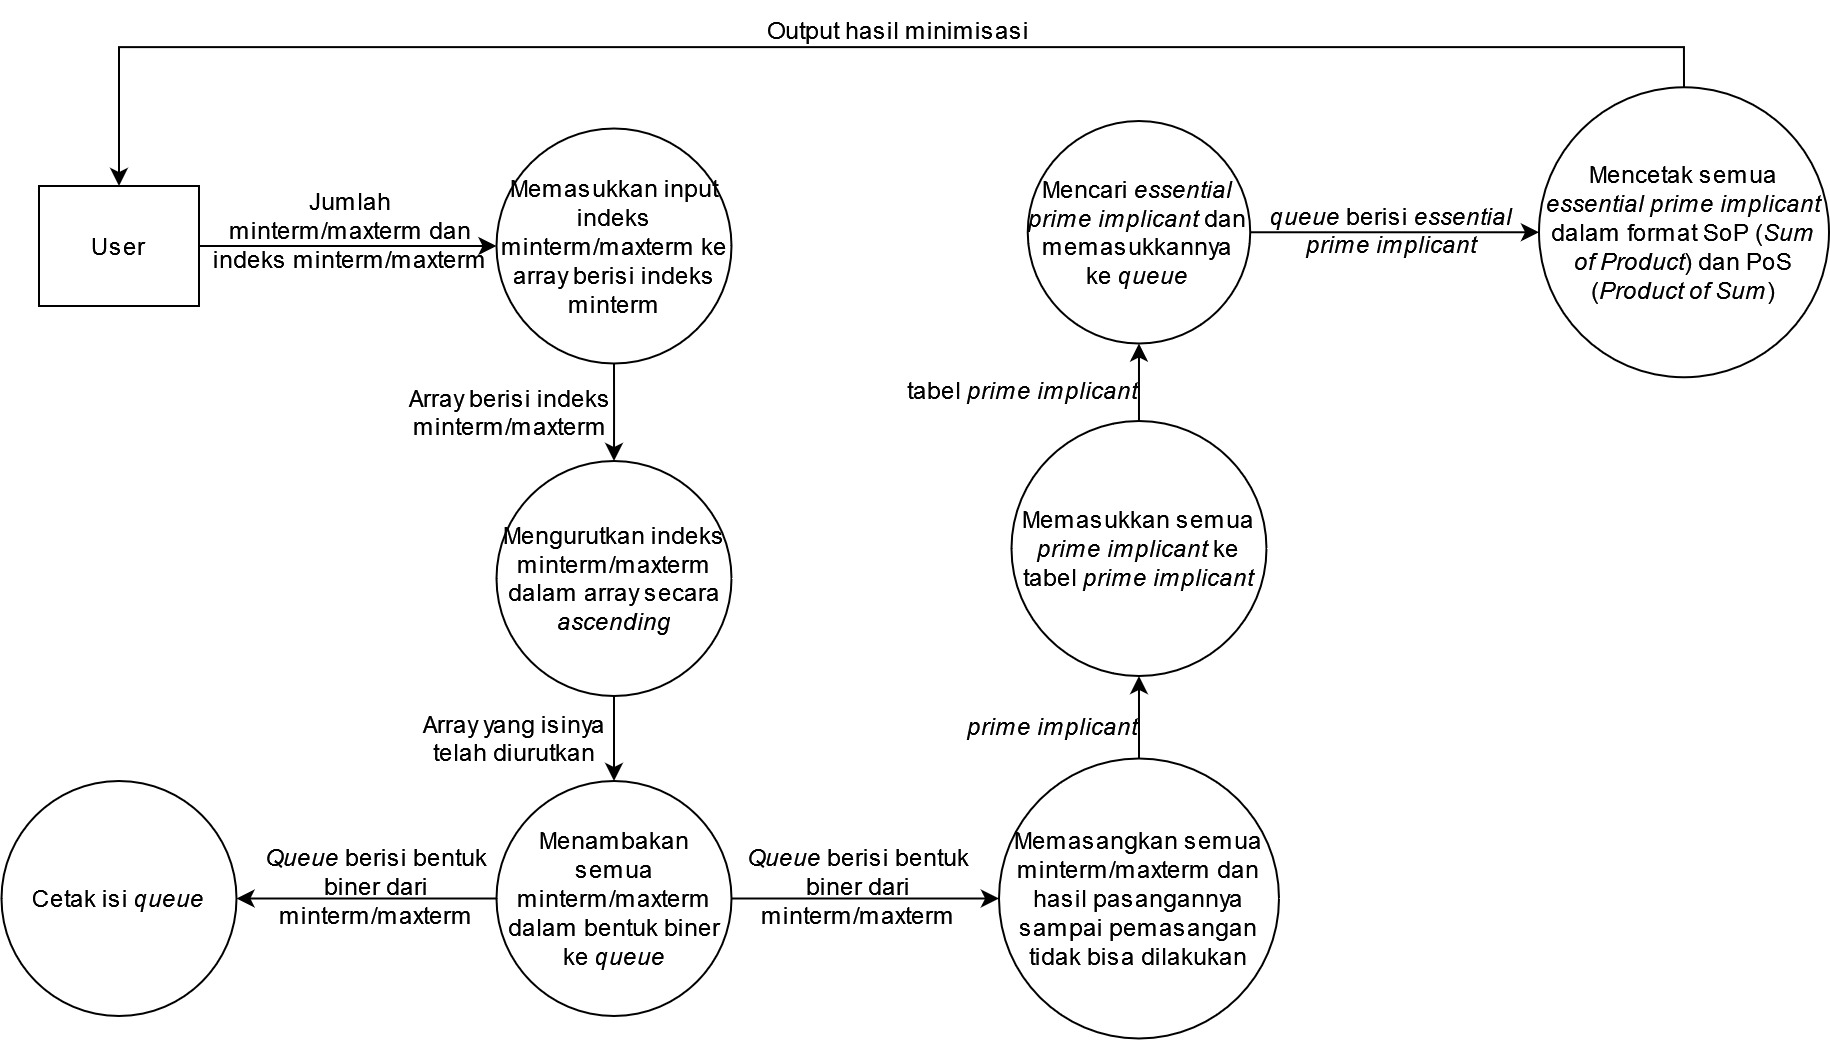 Output hasil minimisasi
User
Jumlah
minterm/maxterm dan
indeks minterm/maxterm
Memasukkan input
indeks
minterm/maxterm ke
array berisi indeks
minterm
Array berisi indeks
minterm/maxterm
Mengurutkan indeks
minterm/maxterm
dalam array secara
ascending
Array yang isinya
telah diurutkan
Menambakan
semua
minterm/maxterm
dalam bentuk biner
ke queue
Queue berisi bentuk
biner dari
minterm/maxterm
Cetak isi queue
Queue berisi bentuk
biner dari
minterm/maxterm
Memasangkan semua
minterm/maxterm dan
hasil pasangannya
sampai pemasangan
tidak bisa dilakukan
prime implicant
Memasukkan semua
prime implicant ke
tabel prime implicant
tabel prime implicant
Mencari essential
prime implicant dan
memasukkannya
ke queue
queue berisi essential
prime implicant
Mencetak semua
essential prime implicant
dalam format SoP (Sum
of Product) dan PoS
(Product of Sum)